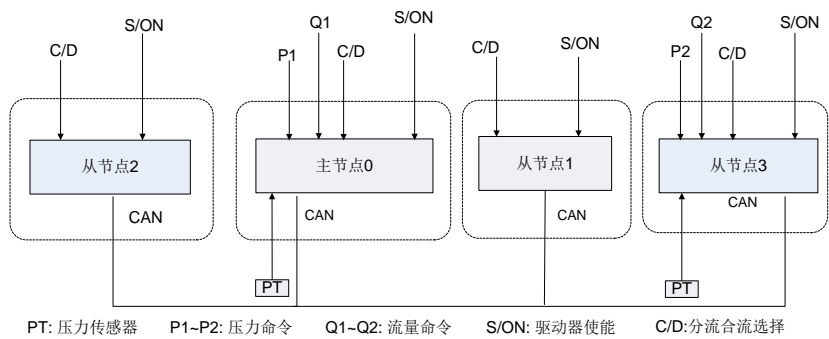 C/D
S/ON
P1
Q1
C/D
S/ON
C/D
S/ON
P2
Q2
C/D
S/ON
从节点2
主节点0
从节点1
从节点3
CAN
CAN
CAN
CAN
PT
PT
PT: 压力传感器 P1~P2: 压力命令 Q1~Q2: 流量命令 S/ON: 驱动器使能 C/D:分流合流选择